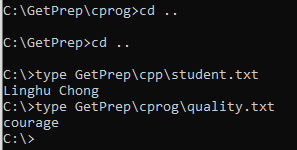 C:\GetPrep\cprog>cd ..
C:\GetPrep>cd ..
C:\>type GetPrep\cpp\student.txt
Linghu Chong
C:\>type GetPrep\cprog\quality.txt
courage
C:\>